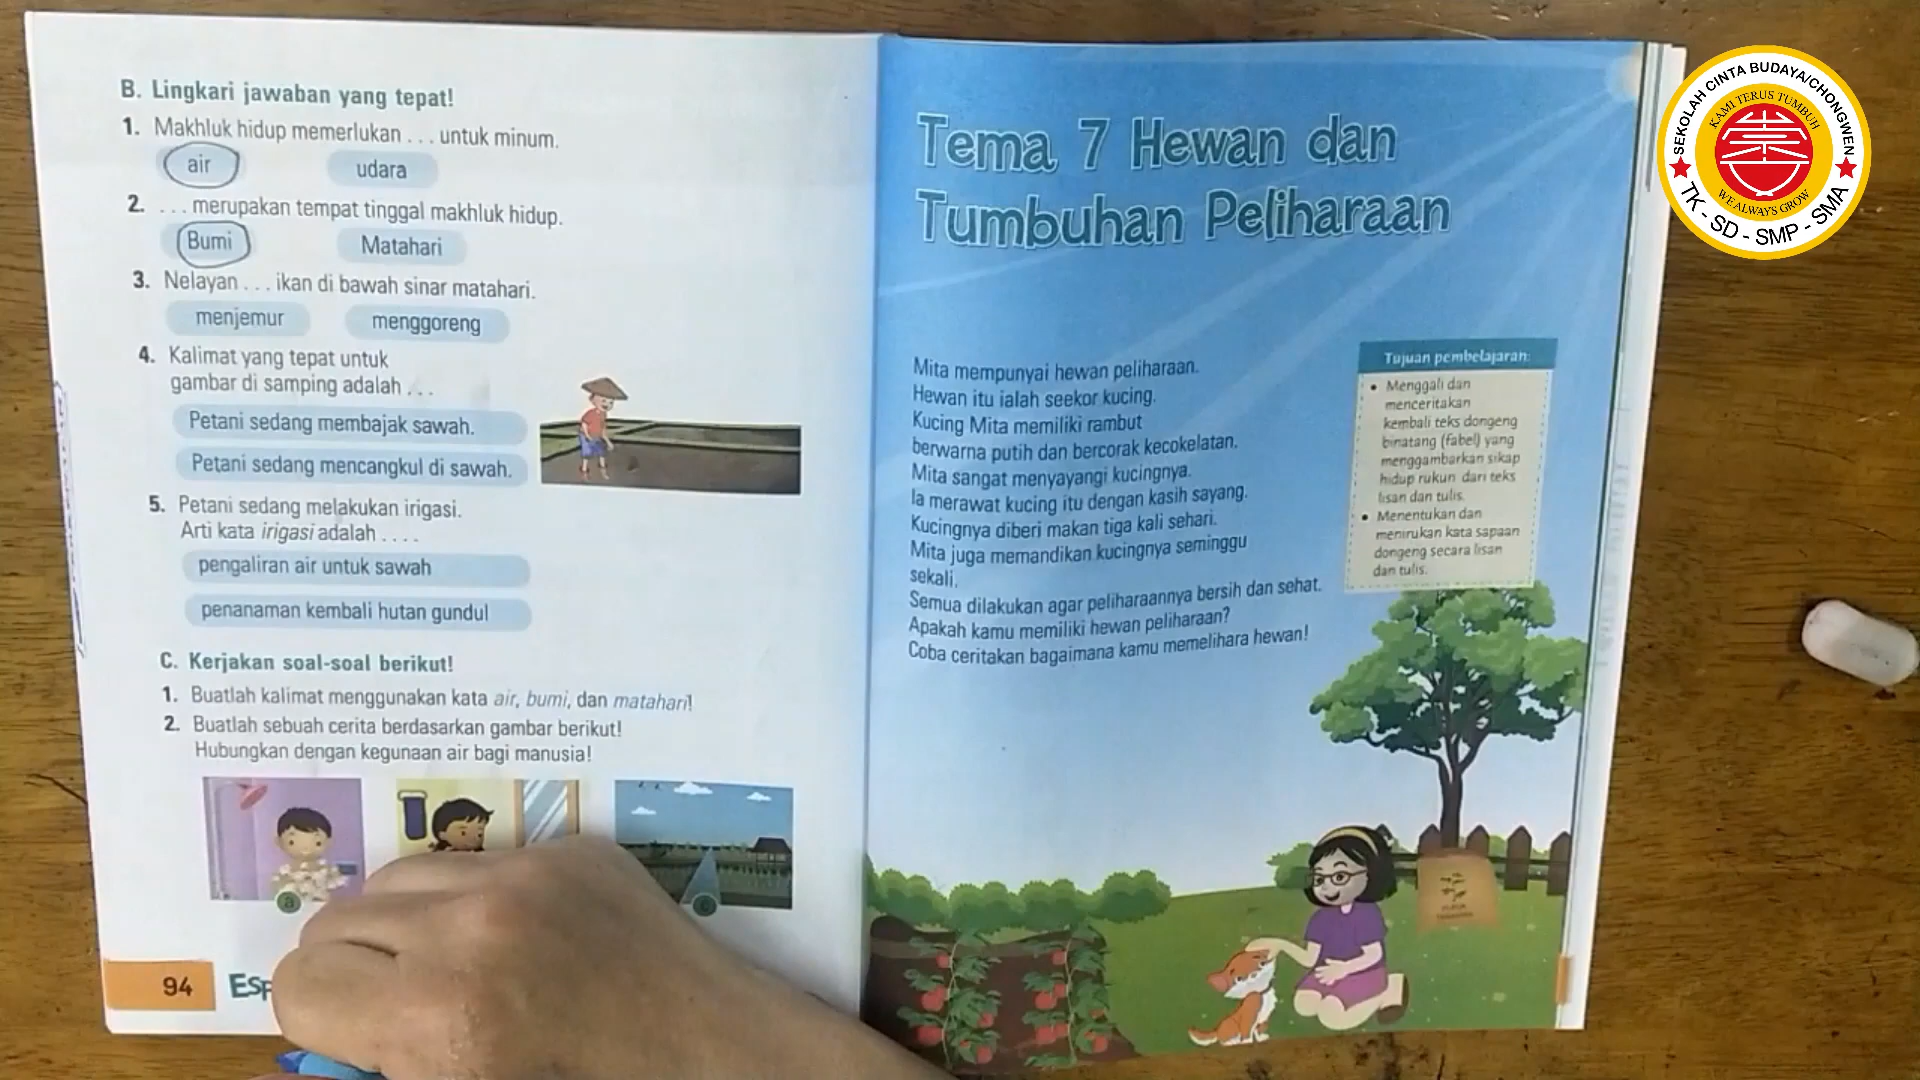 B. Lingkari jawaban yang tepat!
1. Makhluk hidup memerlukan . . . untuk minum.
air
udara
2. . . . merupakan tempat tinggal makhluk hidup.
Bumi
Matahari
3. Nelayan . . . ikan di bawah sinar matahari.
menjemur
menggoreng
4. Kalimat yang tepat untuk
gambar di samping adalah . . .
Petani sedang membajak sawah.
Petani sedang mencangkul di sawah.
5. Petani sedang melakukan irigasi.
Arti kata irigasi adalah . . . .
pengaliran air untuk sawah
penanaman kembali hutan gundul
C. Kerjakan soal-soal berikut!
1. Buatlah kalimat menggunakan kata air, bumi, dan matahari!
2. Buatlah sebuah cerita berdasarkan gambar berikut!
Hubungkan dengan kegunaan air bagi manusia!
a
c
94
Tema 7 Hewan dan
Tumbuhan Peliharaan
Mita mempunyai hewan peliharaan.
Hewan itu ialah seekor kucing.
Kucing Mita memiliki rambut
berwarna putih dan bercorak kecokelatan.
Mita sangat menyayangi kucingnya.
Ia merawat kucing itu dengan kasih sayang.
Kucingnya diberi makan tiga kali sehari.
Mita juga memandikan kucingnya seminggu
sekali.
Semua dilakukan agar peliharaannya bersih dan sehat.
Apakah kamu memiliki hewan peliharaan?
Coba ceritakan bagaimana kamu memelihara hewan!
Tujuan pembelajaran:
• Menggali dan
menceritakan
kembali teks dongeng
binatang (fabel) yang
menggambarkan sikap
hidup rukun dari teks
lisan dan tulis.
• Menentukan dan
menirukan kata sapaan
dongeng secara lisan
dan tulis.
SEKOLAH CINTA BUDAYA/CHONGWEN
KAMI TERUS TUMBUH
WE ALWAYS GROW
TK - SD - SMP - SMA